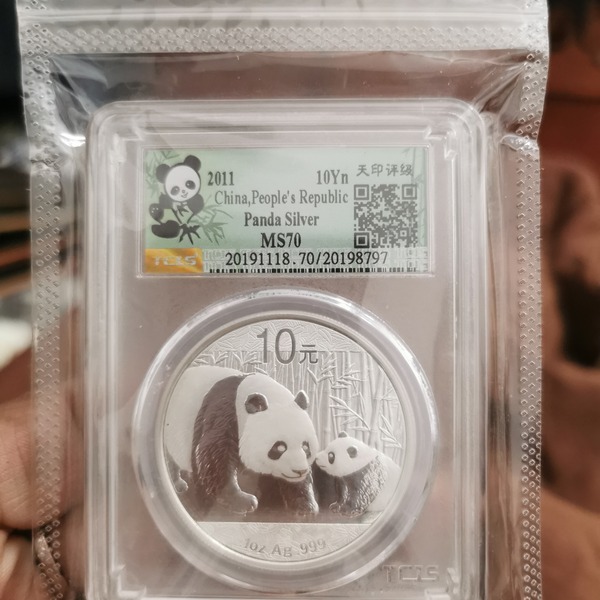 2011 10Yn 天印评级
China,People's Republic
Panda Silver
MS70
TCIS 20191118.70/20198797
10元
1oz Ag .999
TCIS